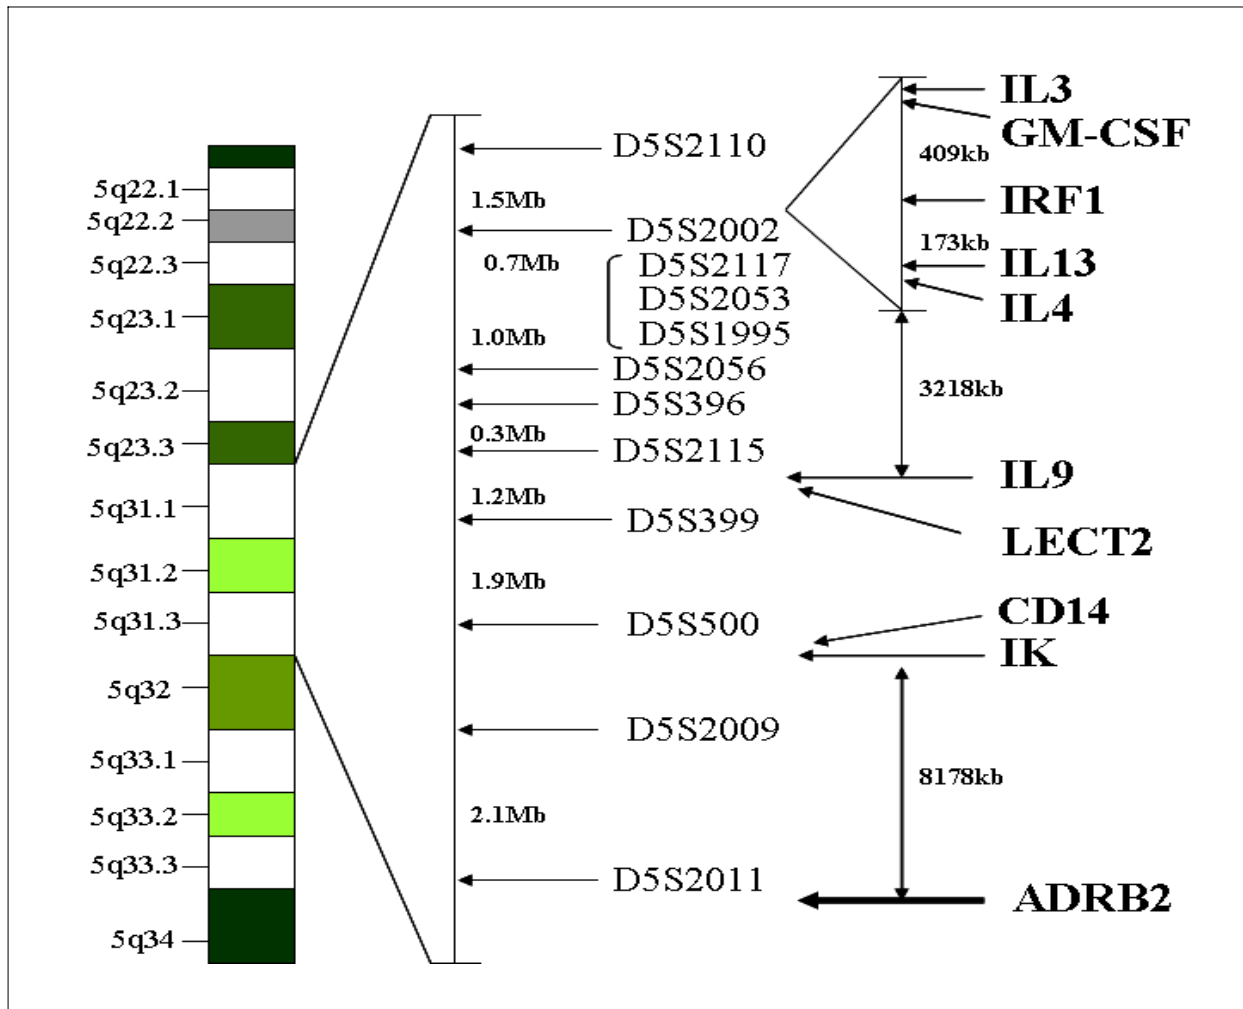 5q22.1
5q22.2
5q22.3
5q23.1
5q23.2
5q23.3
5q31.1
5q31.2
5q31.3
5q32
5q33.1
5q33.2
5q33.3
5q34
1.5Mb
0.7Mb
1.0Mb
0.3Mb
1.2Mb
1.9Mb
2.1Mb
D5S2110
D5S2002
D5S2117
D5S2053
D5S1995
D5S2056
D5S396
D5S2115
D5S399
D5S500
D5S2009
D5S2011
409kb
173kb
3218kb
8178kb
IL3
GM-CSF
IRF1
IL13
IL4
IL9
LECT2
CD14
IK
ADRB2